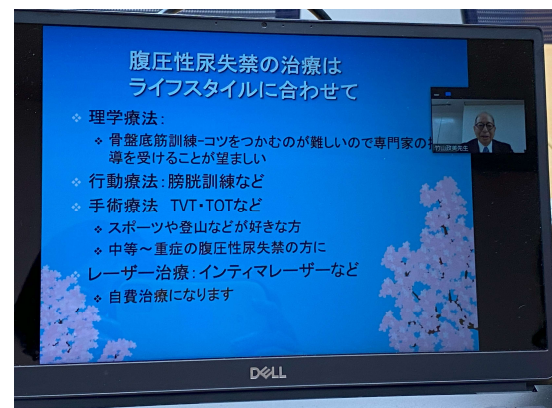 腹圧性尿失禁の治療は
ライフスタイルに合わせて
理学療法:
骨盤底筋訓練-コツをつかむのが難しいので専門家の
導を受けることが望ましい
行動療法:膀胱訓練など
手術療法 TVT・TOTなど
スポーツや登山などが好きな方
中等～重症の腹圧性尿失禁の方に
レーザー治療:インティマレーザーなど
自費治療になります
DELL